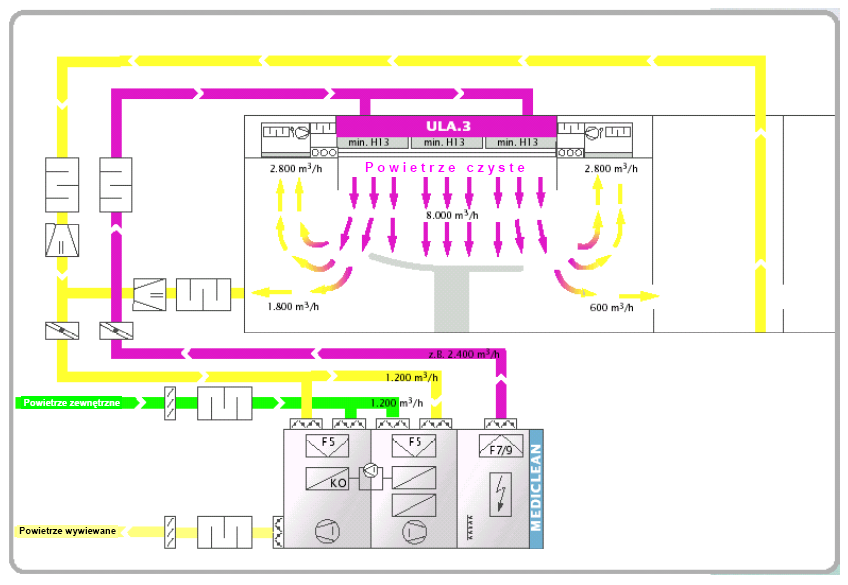 ULA.3
min. H13 min. H13 min. H13
2.800 m³/h Powietrze czyste 2.800 m³/h
8.000 m³/h
1.800 m³/h 600 m³/h
z.B. 2.400 m³/h
1.200 m³/h
Powietrze zewnętrzne 1.200 m³/h
F5 F5 F7/9
KO
MEDICLEAN
Powietrze wywiewane